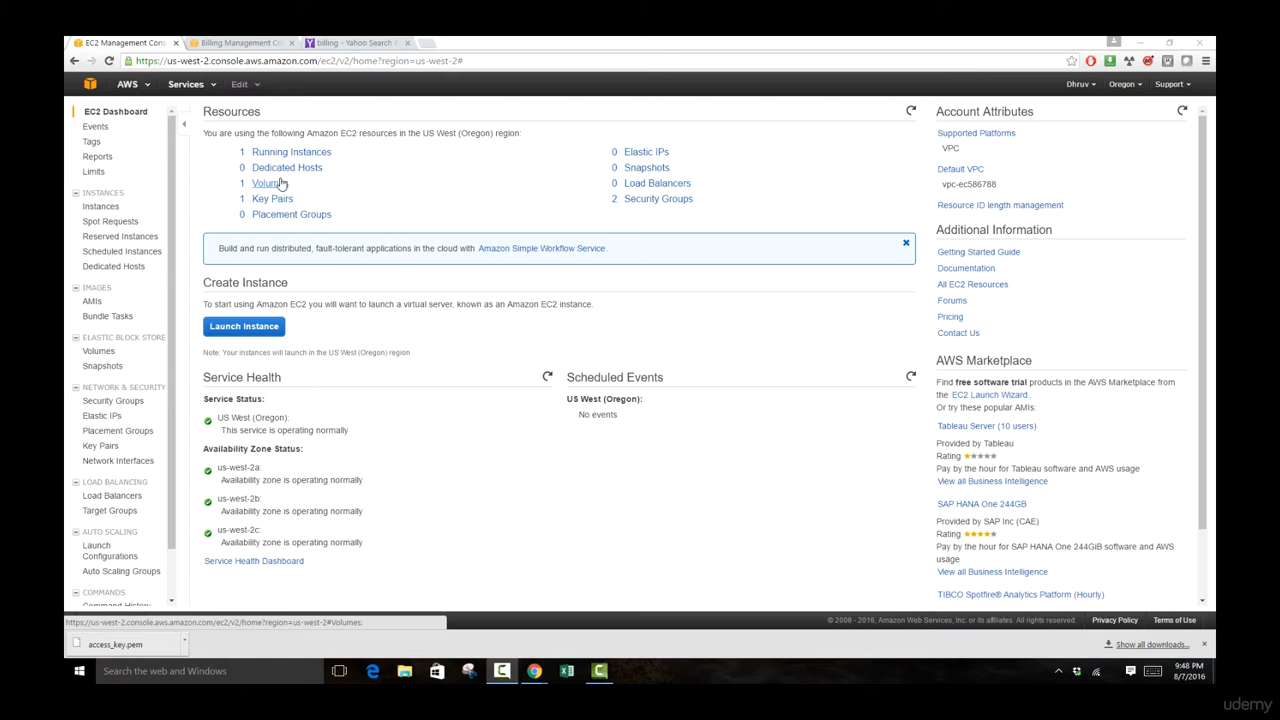 EC2 Management Cons
Billing Management Co
billing - Yahoo Search R
https://us-west-2.console.aws.amazon.com/ec2/v2/home?region=us-west-2#
AWS
Services
Edit
Dhruv
Oregon
Support
EC2 Dashboard
Events
Tags
Reports
Limits
INSTANCES
Instances
Spot Requests
Reserved Instances
Scheduled Instances
Dedicated Hosts
IMAGES
AMIs
Bundle Tasks
ELASTIC BLOCK STORE
Volumes
Snapshots
NETWORK & SECURITY
Security Groups
Elastic IPs
Placement Groups
Key Pairs
Network Interfaces
LOAD BALANCING
Load Balancers
Target Groups
AUTO SCALING
Launch
Configurations
Auto Scaling Groups
COMMANDS
Command History
Resources
You are using the following Amazon EC2 resources in the US West (Oregon) region:
1 Running Instances
0 Dedicated Hosts
1 Volumes
1 Key Pairs
0 Placement Groups
0 Elastic IPs
0 Snapshots
0 Load Balancers
2 Security Groups
Build and run distributed, fault-tolerant applications in the cloud with Amazon Simple Workflow Service.
Create Instance
To start using Amazon EC2 you will want to launch a virtual server, known as an Amazon EC2 instance.
Launch Instance
Note: Your instances will launch in the US West (Oregon) region
Service Health
Service Status:
US West (Oregon):
This service is operating normally
Availability Zone Status:
us-west-2a:
Availability zone is operating normally
us-west-2b:
Availability zone is operating normally
us-west-2c:
Availability zone is operating normally
Service Health Dashboard
Scheduled Events
US West (Oregon):
No events
Account Attributes
Supported Platforms
VPC
Default VPC
vpc-ec586788
Resource ID length management
Additional Information
Getting Started Guide
Documentation
All EC2 Resources
Forums
Pricing
Contact Us
AWS Marketplace
Find free software trial products in the AWS Marketplace from
the EC2 Launch Wizard.
Or try these popular AMIs:
Tableau Server (10 users)
Provided by Tableau
Rating
Pay by the hour for Tableau software and AWS usage
View all Business Intelligence
SAP HANA One 244GB
Provided by SAP Inc (CAE)
Rating
Pay by the hour for SAP HANA One 244GiB software and AWS
usage
View all Business Intelligence
TIBCO Spotfire® Analytics Platform (Hourly)
https://us-west-2.console.aws.amazon.com/ec2/v2/home?region=us-west-2#Volumes:
© 2008 - 2016, Amazon Web Services, Inc. or its affiliates. All rights reserved.
Privacy Policy
Terms of Use
access_key.pem
Show all downloads...
Search the web and Windows
9:48 PM
8/7/2016
udemy